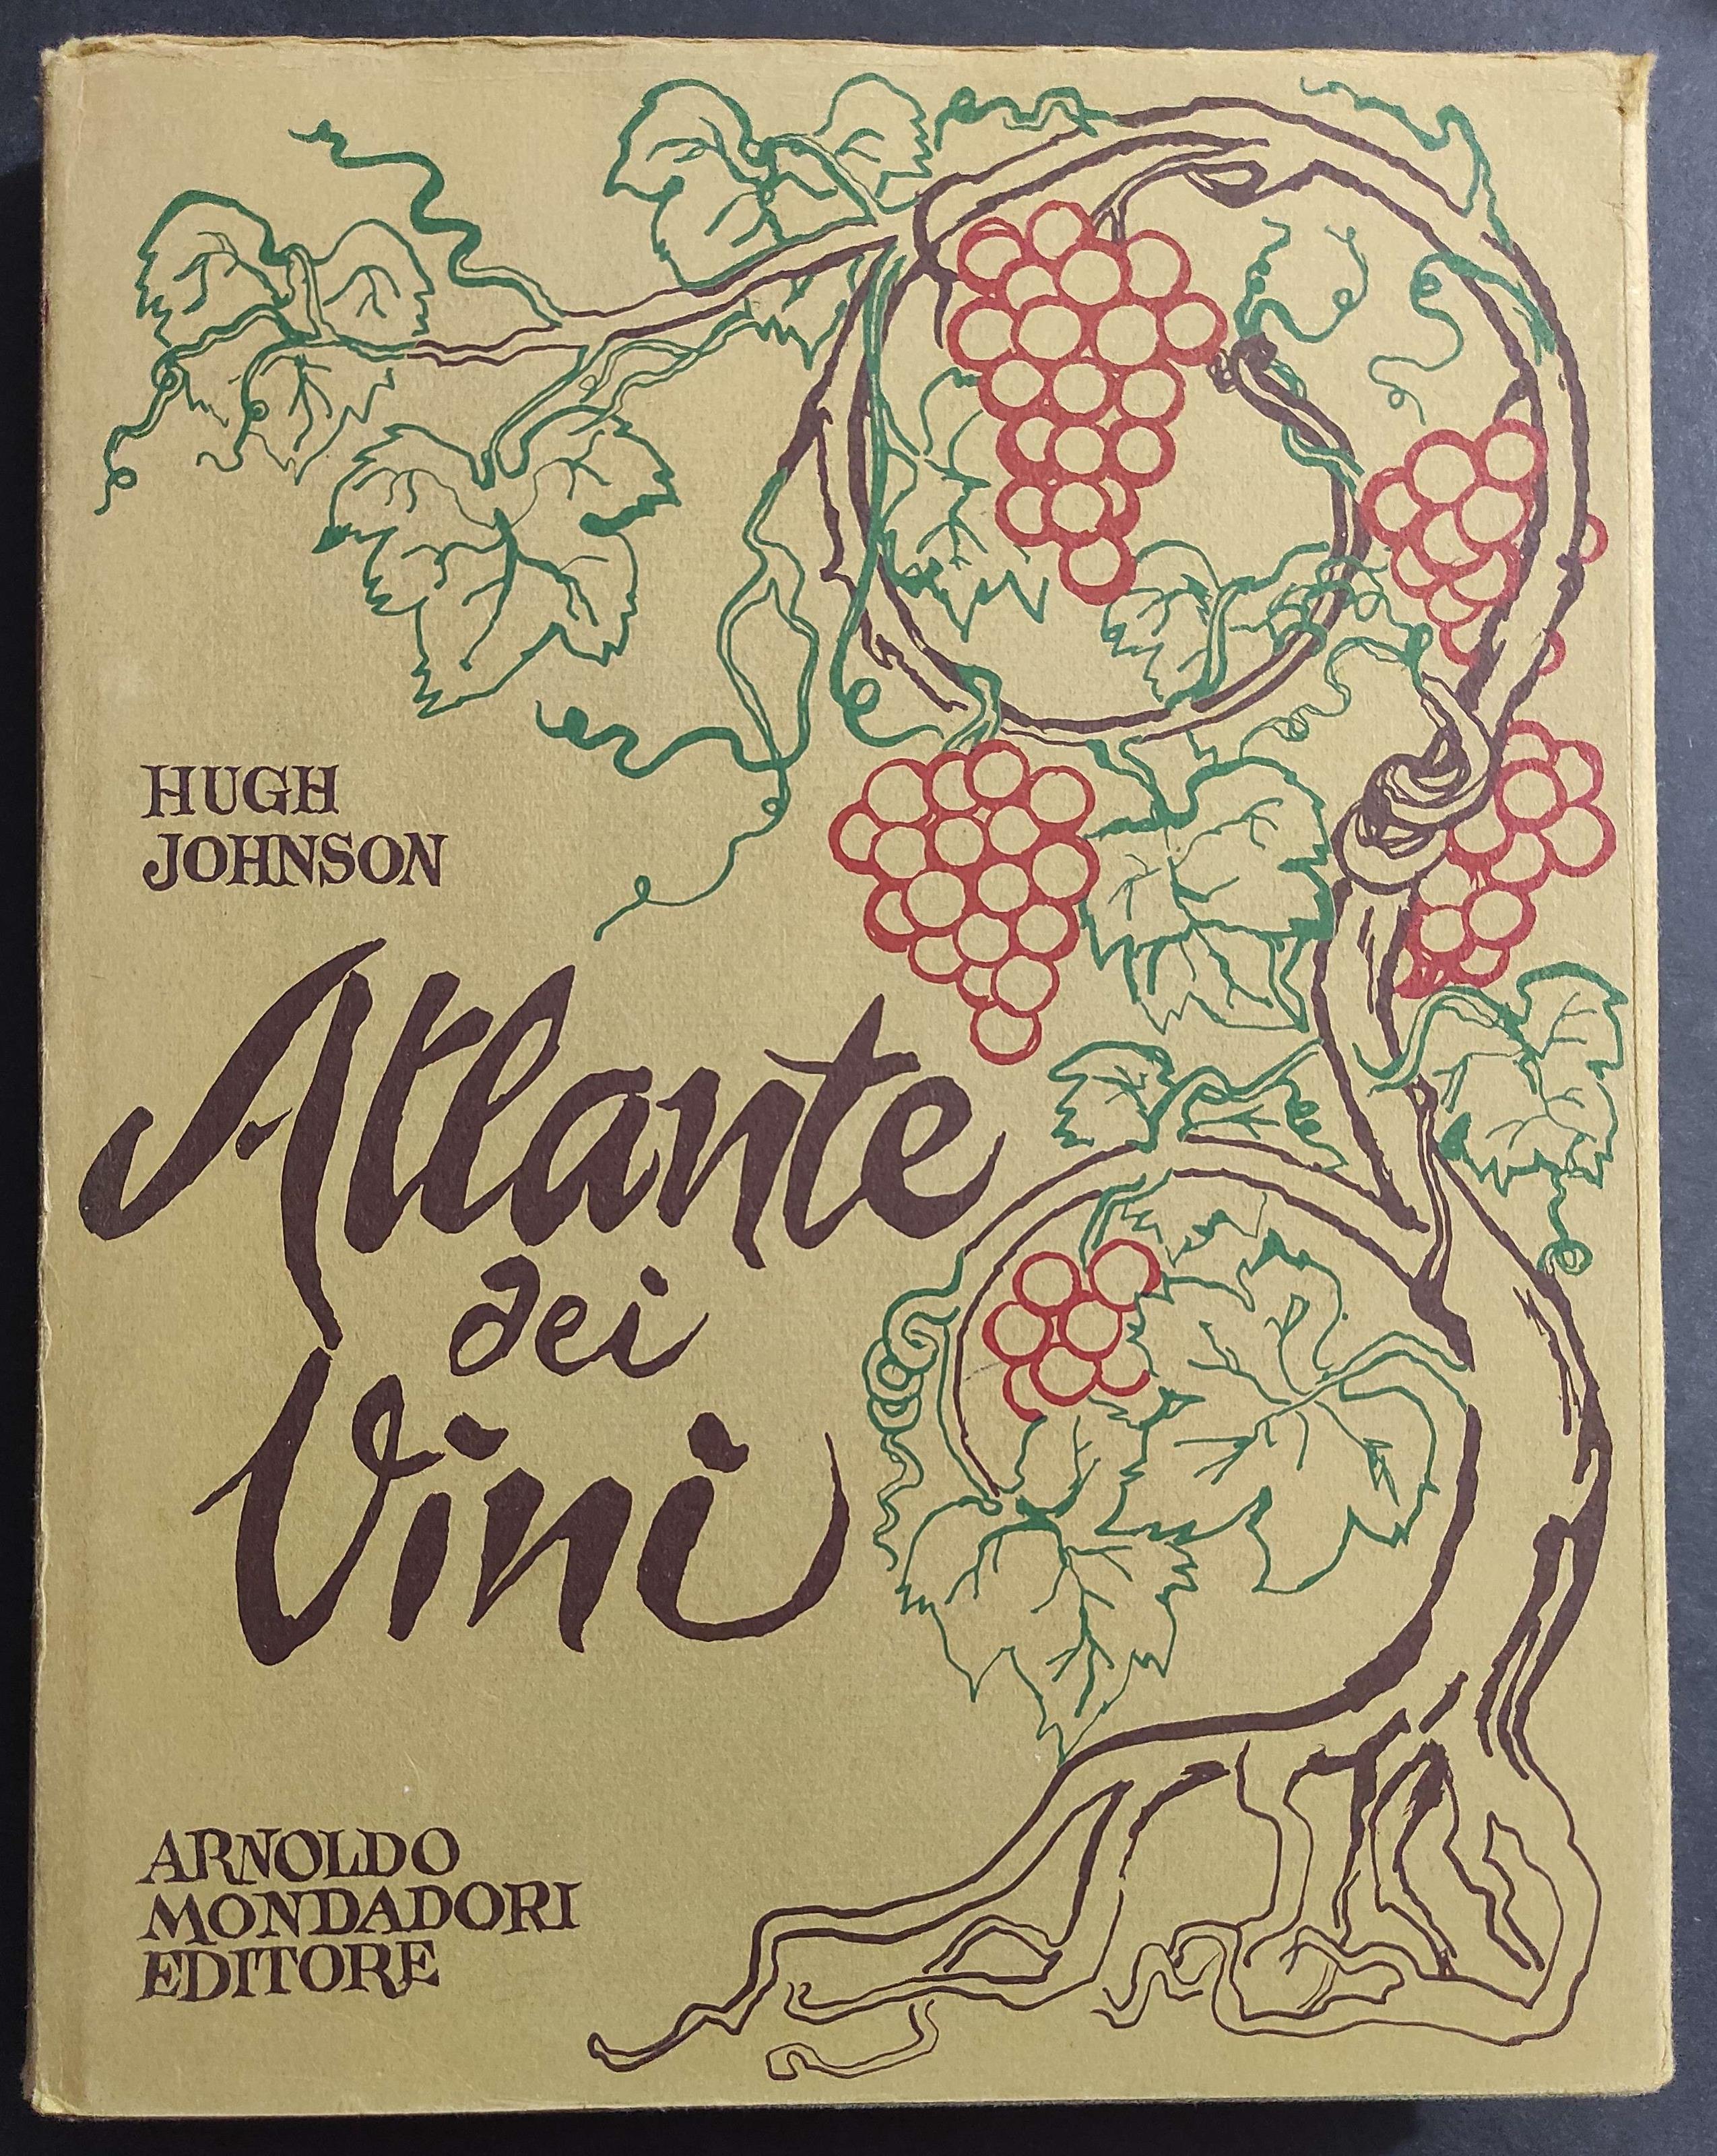 HUGH
JOHNSON
Atlante
dei
Vini
ARNOLDO
MONDADORI
EDITORE